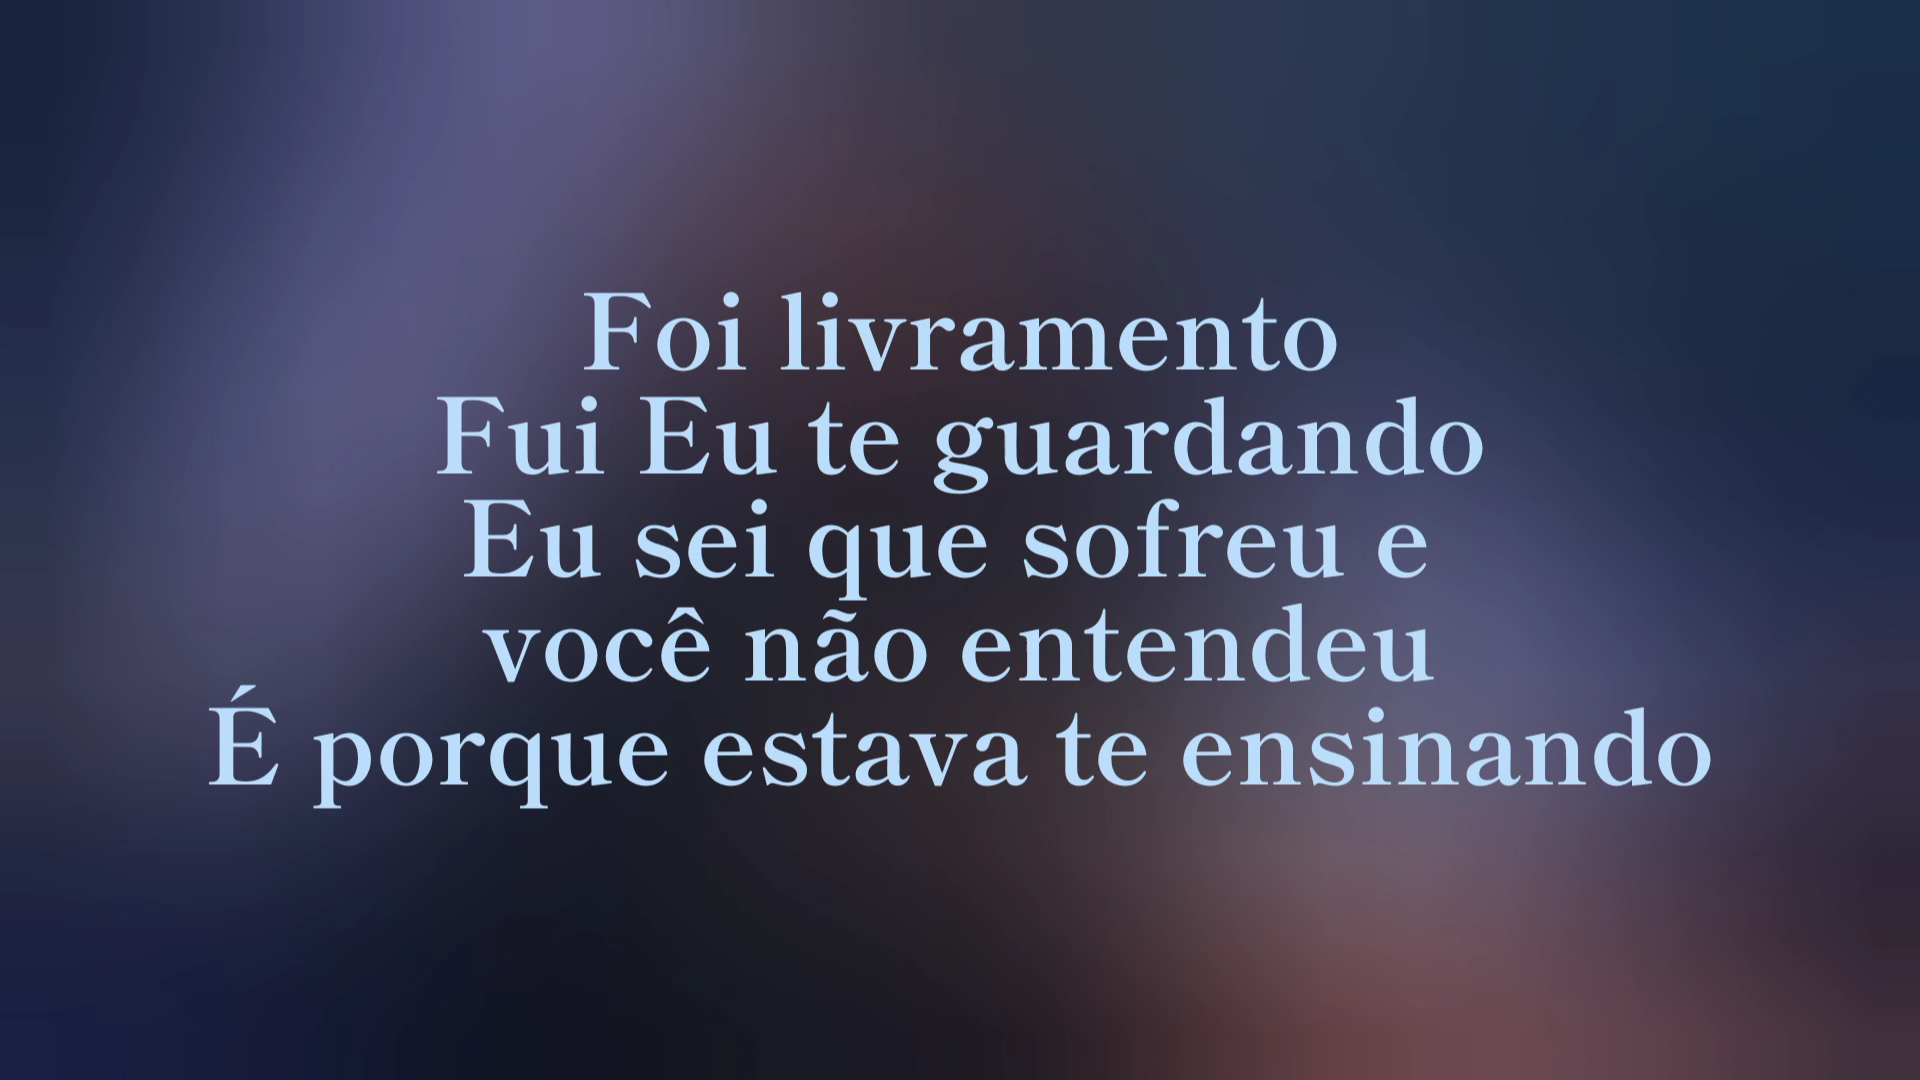 Foi livramento
Fui Eu te guardando
Eu sei que sofreu e
você não entendeu
É porque estava te ensinando